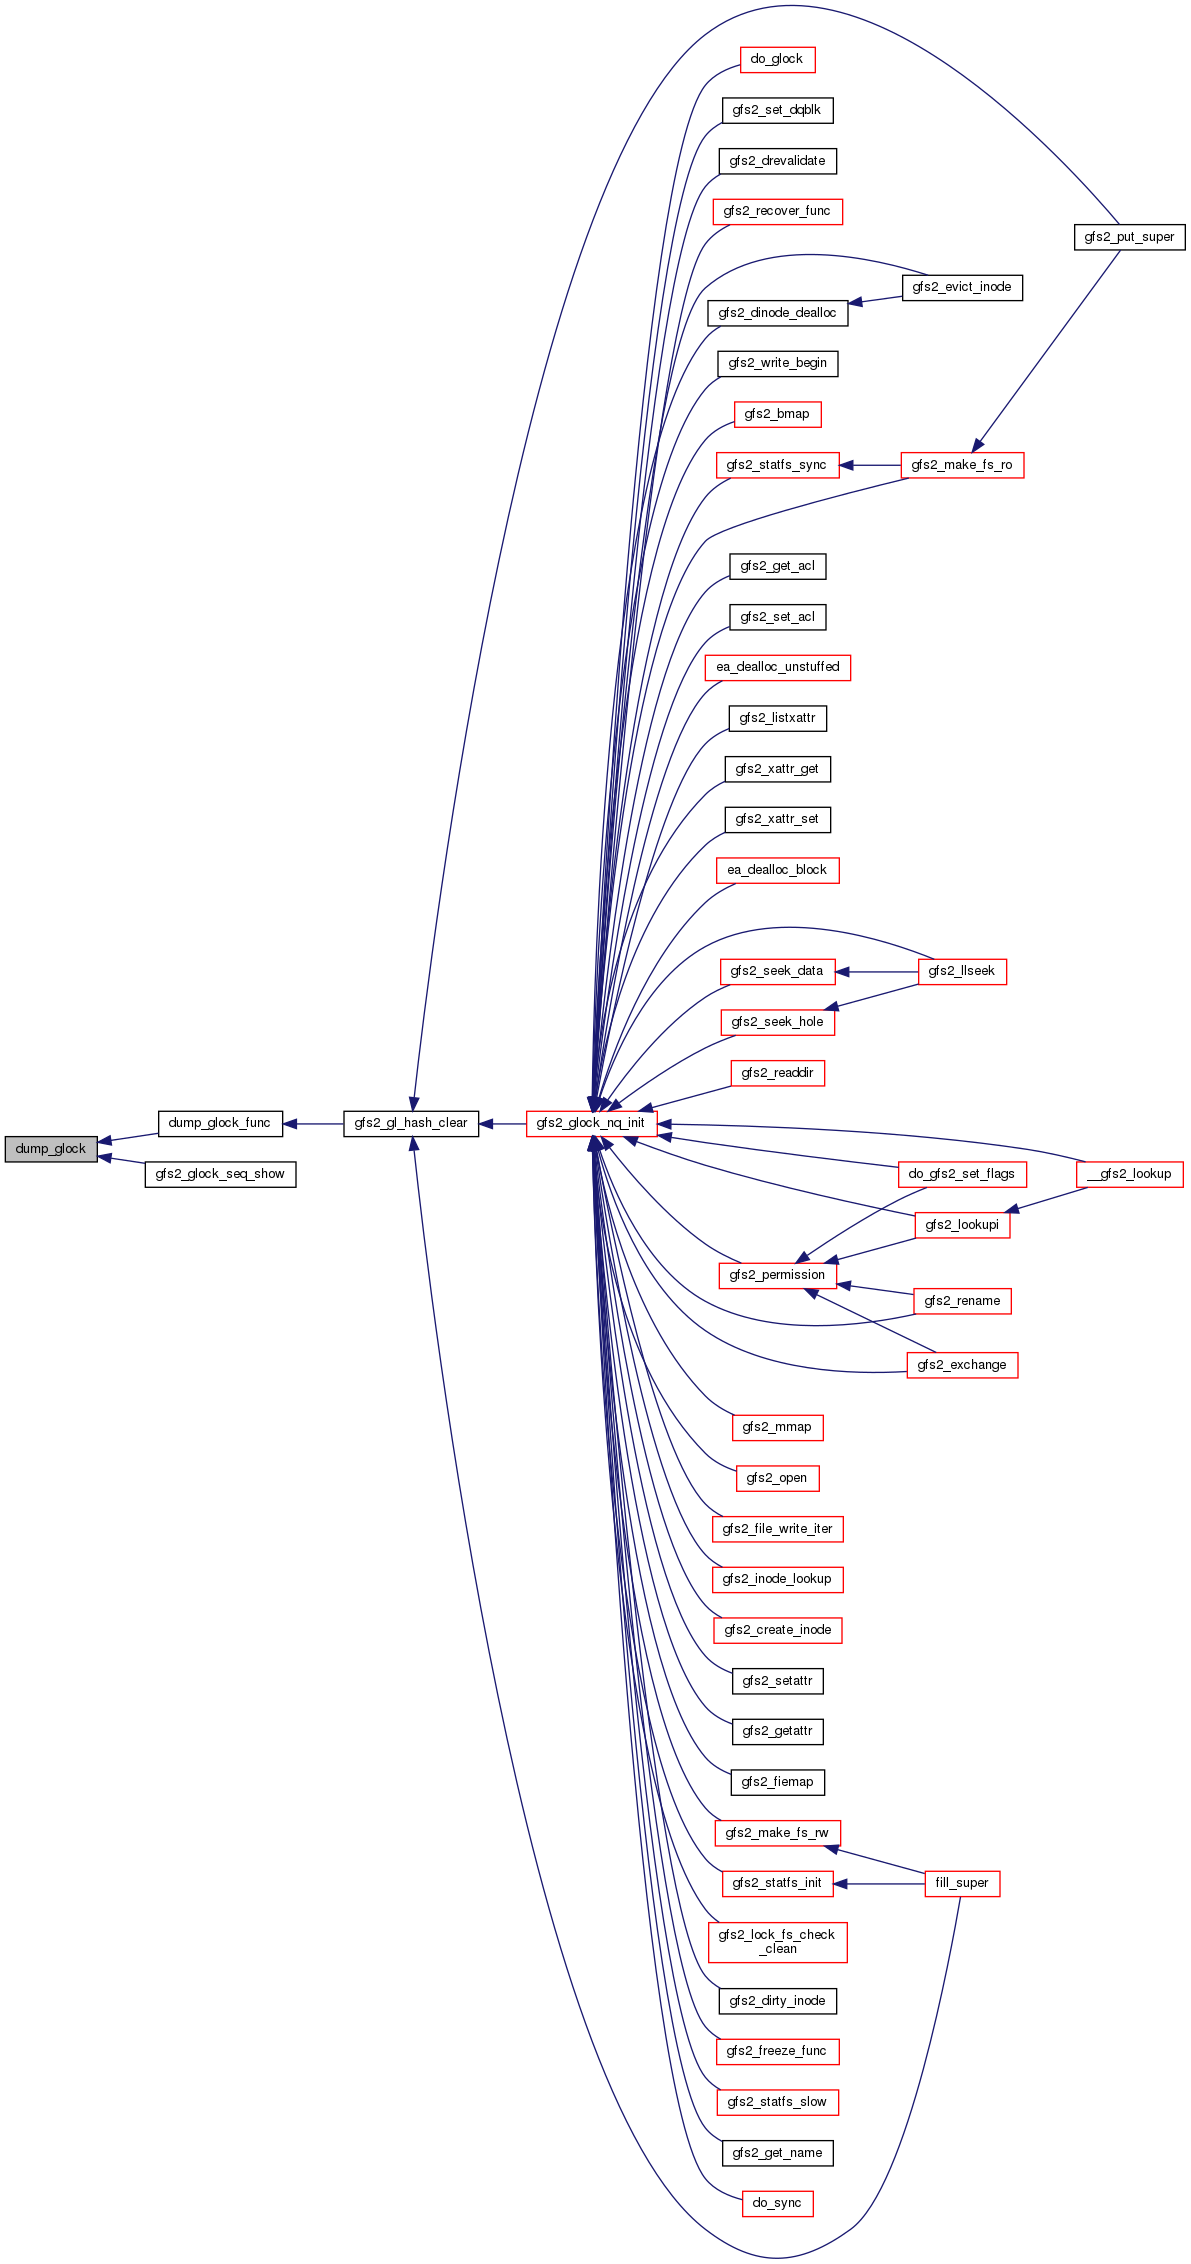 do_glock
gfs2_set_dqblk
gfs2_drevalidate
gfs2_recover_func
gfs2_put_super
gfs2_evict_inode
gfs2_dinode_dealloc
gfs2_write_begin
gfs2_bmap
gfs2_statfs_sync
gfs2_make_fs_ro
gfs2_get_acl
gfs2_set_acl
ea_dealloc_unstuffed
gfs2_listxattr
gfs2_xattr_get
gfs2_xattr_set
ea_dealloc_block
gfs2_seek_data
gfs2_llseek
gfs2_seek_hole
gfs2_readdir
dump_glock
dump_glock_func
gfs2_gl_hash_clear
gfs2_glock_nq_init
gfs2_glock_seq_show
do_gfs2_set_flags
__gfs2_lookup
gfs2_lookupi
gfs2_permission
gfs2_rename
gfs2_exchange
gfs2_mmap
gfs2_open
gfs2_file_write_iter
gfs2_inode_lookup
gfs2_create_inode
gfs2_setattr
gfs2_getattr
gfs2_fiemap
gfs2_make_fs_rw
gfs2_statfs_init
fill_super
gfs2_lock_fs_check
_clean
gfs2_dirty_inode
gfs2_freeze_func
gfs2_statfs_slow
gfs2_get_name
do_sync